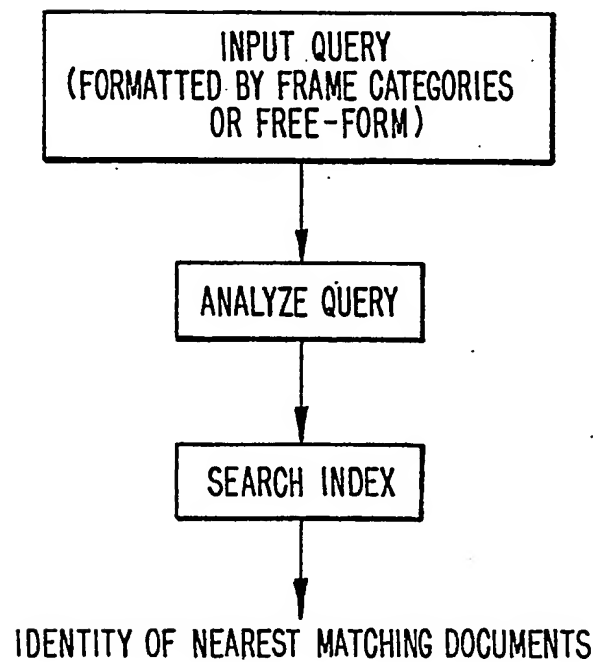 INPUT QUERY
(FORMATTED BY FRAME CATEGORIES
OR FREE-FORM)
ANALYZE QUERY
SEARCH INDEX
IDENTITY OF NEAREST MATCHING DOCUMENTS